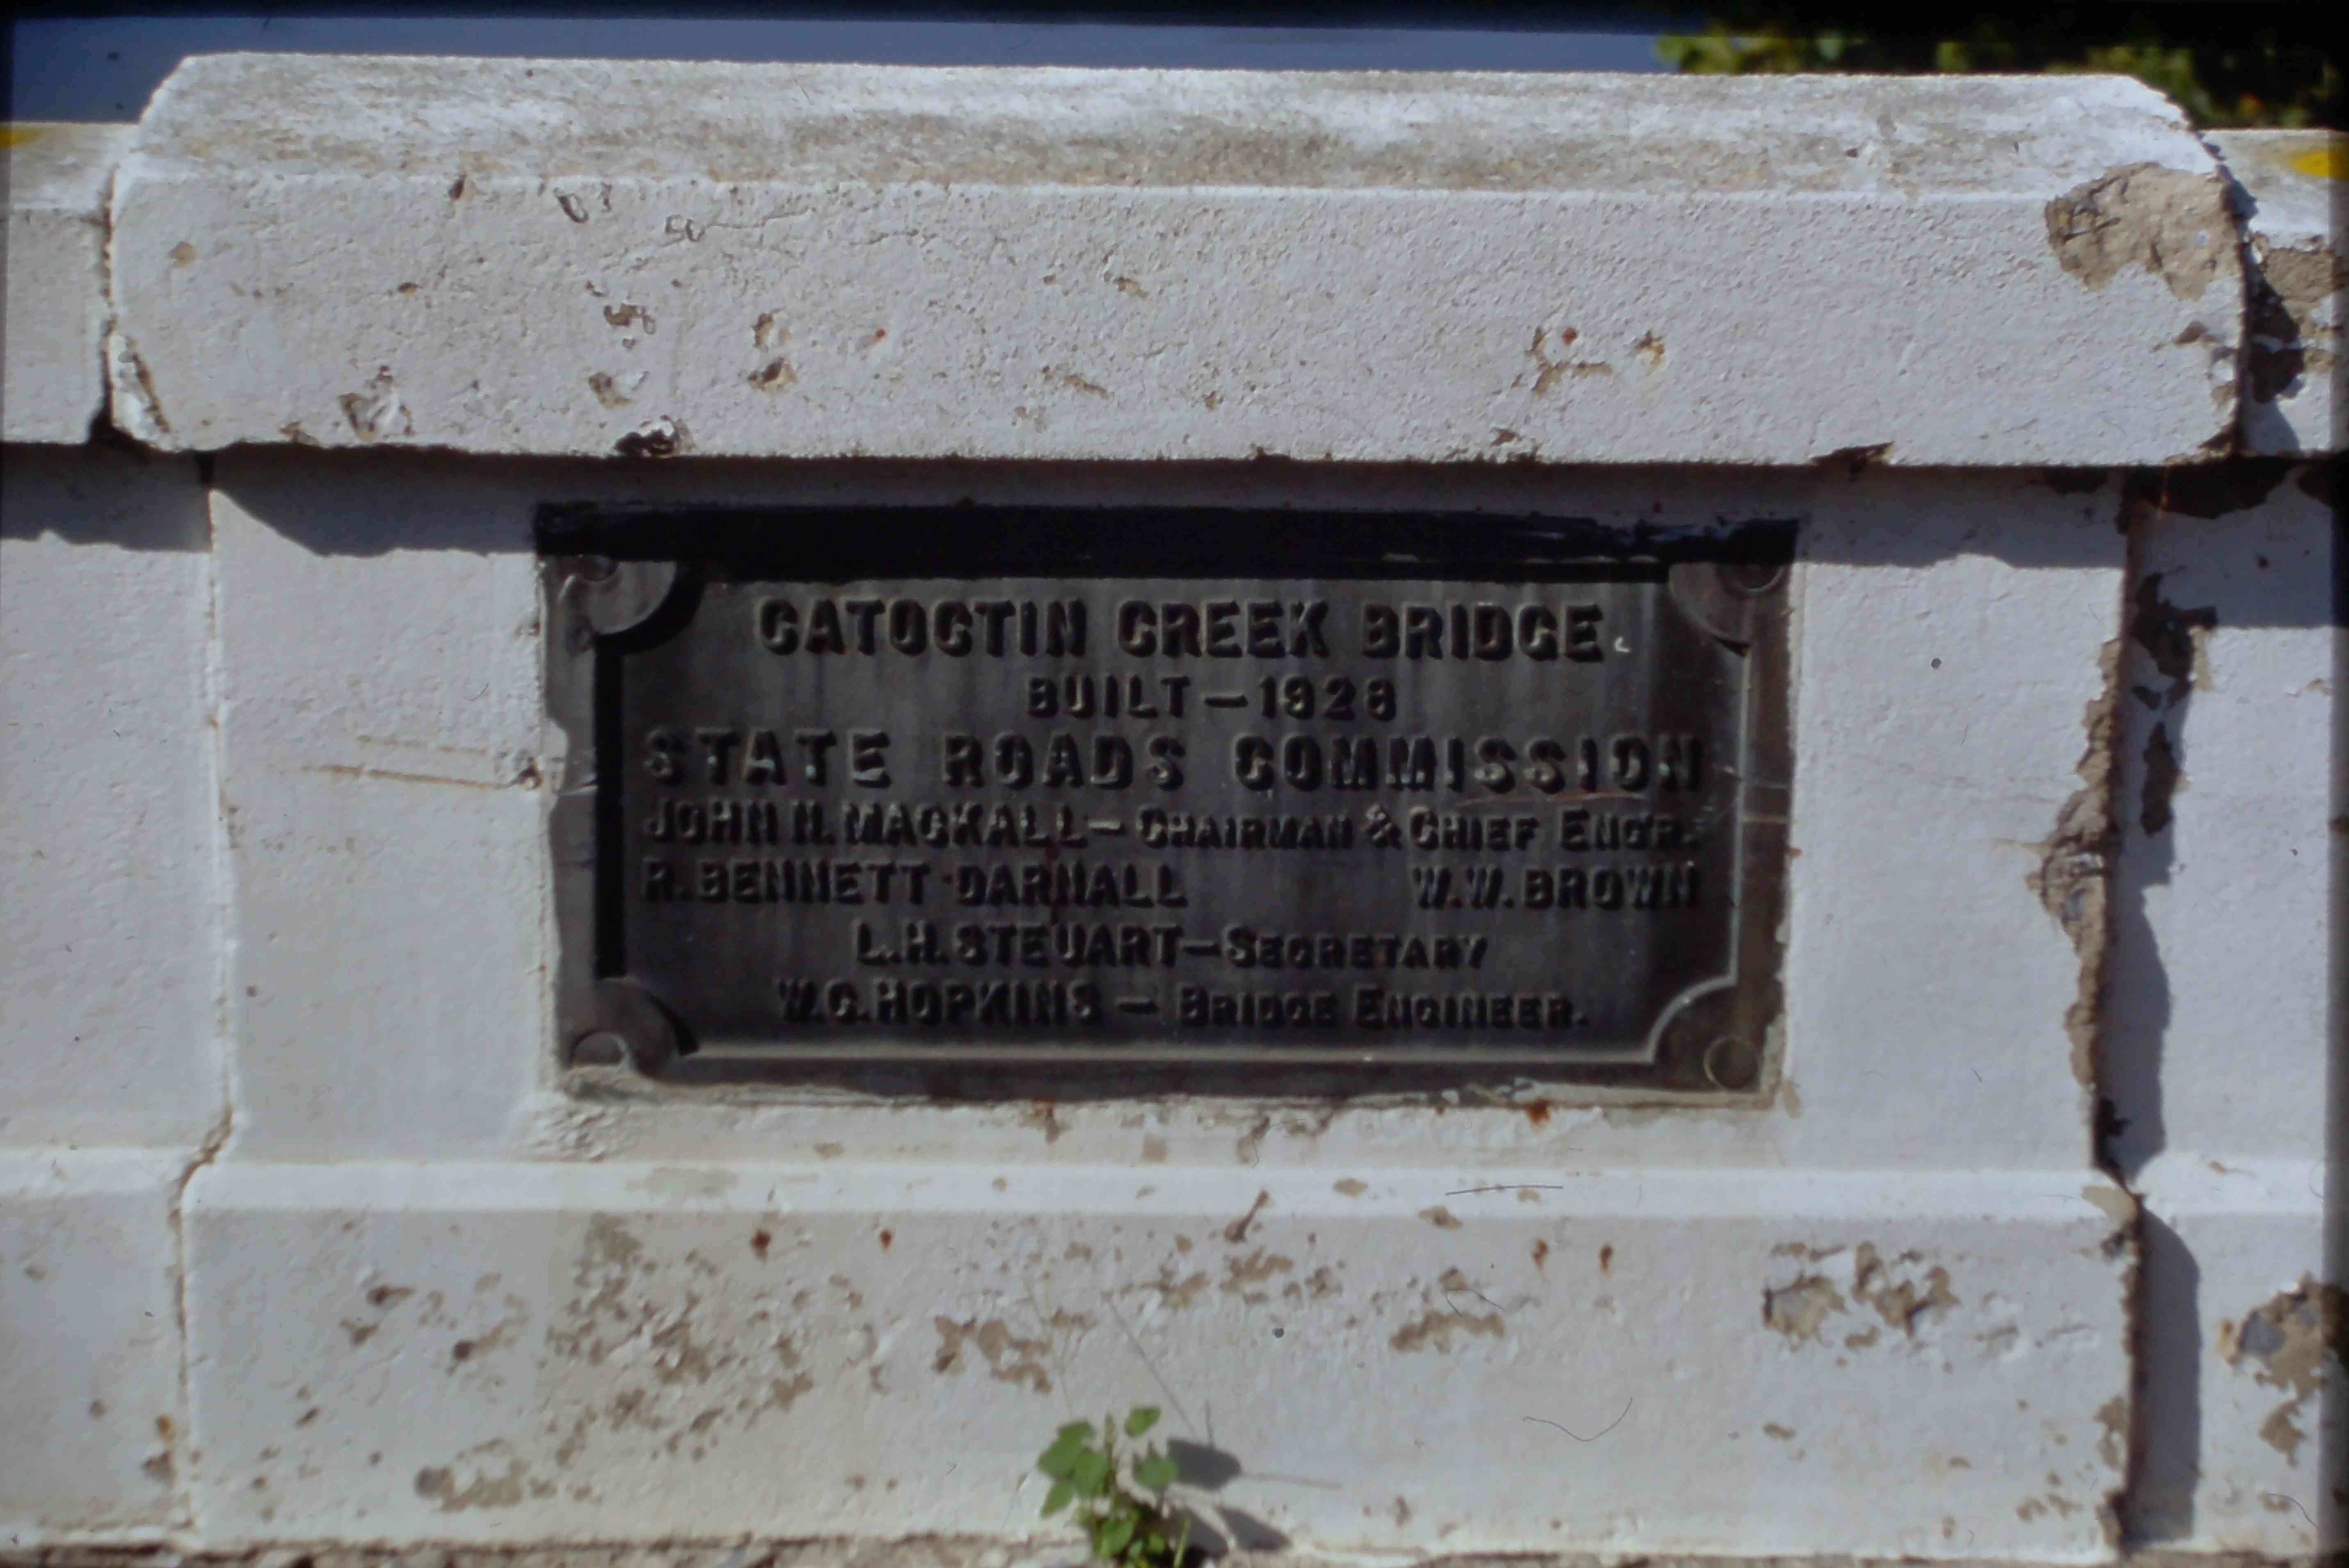 CATOCTIN CREEK BRIDGE.
BUILT - 1928
STATE ROADS COMMISSION
JOHN N. MACKALL - CHAIRMAN & CHIEF ENGR.
R. BENNETT DARNALL W.W. BROWN
L.H. STEUART - SECRETARY
W.C. HOPKINS - BRIDGE ENGINEER.